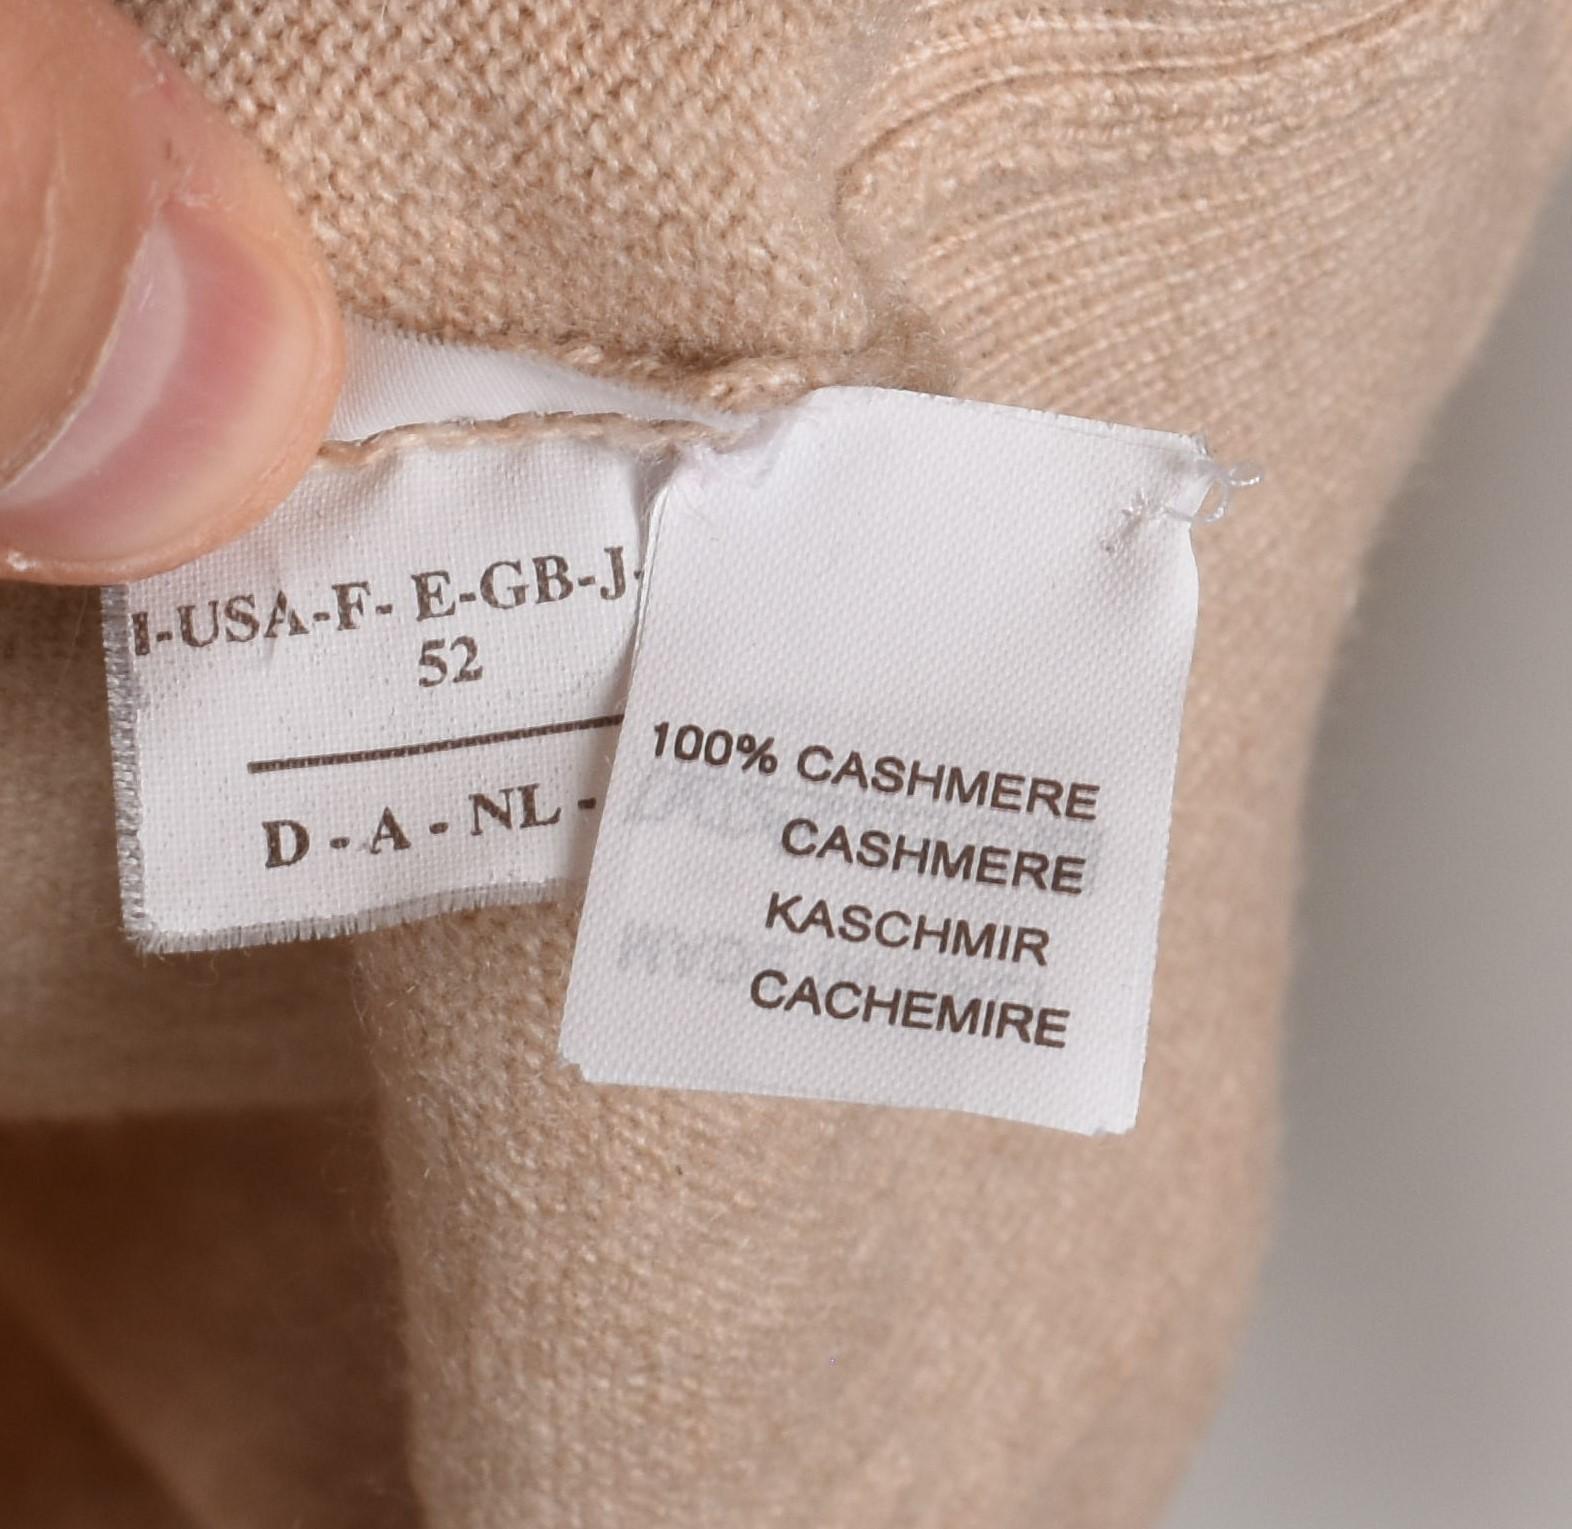 I-USA-F- E-GB-J-
52
D - A - NL -
100% CASHMERE
CASHMERE
KASCHMIR
CACHEMIRE